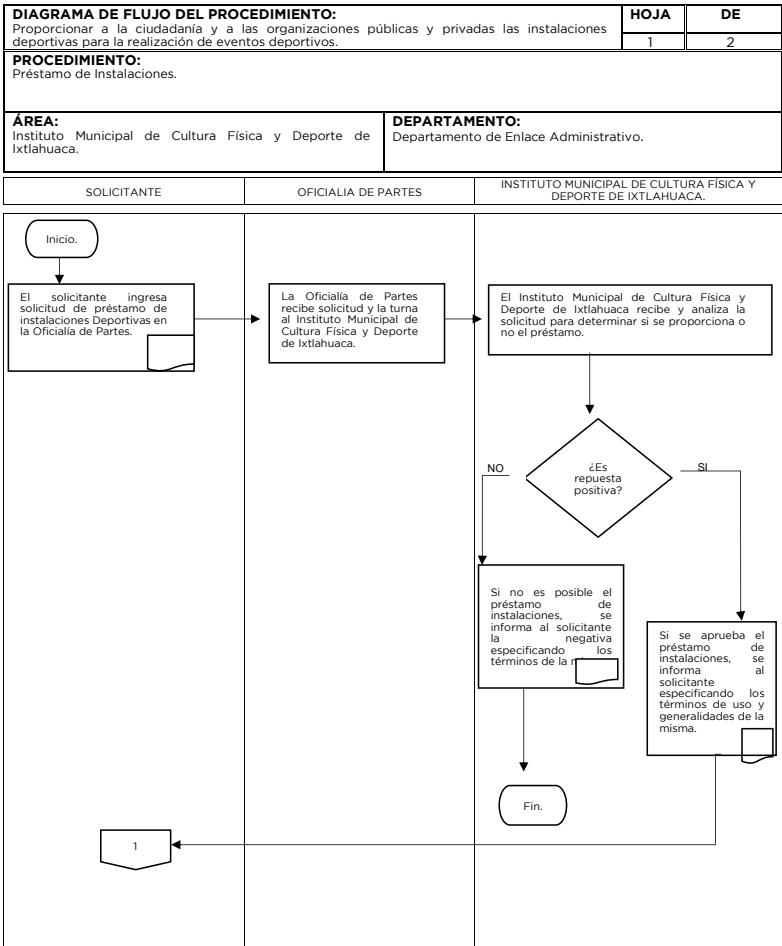 DIAGRAMA DE FLUJO DEL PROCEDIMIENTO:
Proporcionar a la ciudadanía y a las organizaciones públicas y privadas las instalaciones
deportivas para la realización de eventos deportivos.
HOJA
DE
1
2
PROCEDIMIENTO:
Préstamo de Instalaciones.
ÁREA:
Instituto Municipal de Cultura Física y Deporte de
Ixtlahuaca.
DEPARTAMENTO:
Departamento de Enlace Administrativo.
SOLICITANTE
OFICIALIA DE PARTES
INSTITUTO MUNICIPAL DE CULTURA FÍSICA Y
DEPORTE DE IXTLAHUACA.
Inicio.
El solicitante ingresa
solicitud de préstamo de
instalaciones Deportivas en
la Oficialía de Partes.
La Oficialía de Partes
recibe solicitud y la turna
al Instituto Municipal de
Cultura Física y Deporte
de Ixtlahuaca.
El Instituto Municipal de Cultura Física y
Deporte de Ixtlahuaca recibe y analiza la
solicitud para determinar si se proporciona o
no el préstamo.
¿Es
repuesta
positiva?
NO
SI
Si no es posible el
préstamo de
instalaciones, se
informa al solicitante
la negativa
especificando los
términos de la
Si se aprueba el
préstamo de
instalaciones, se
informa al
solicitante
especificando los
términos de uso y
generalidades de la
misma.
Fin.
1